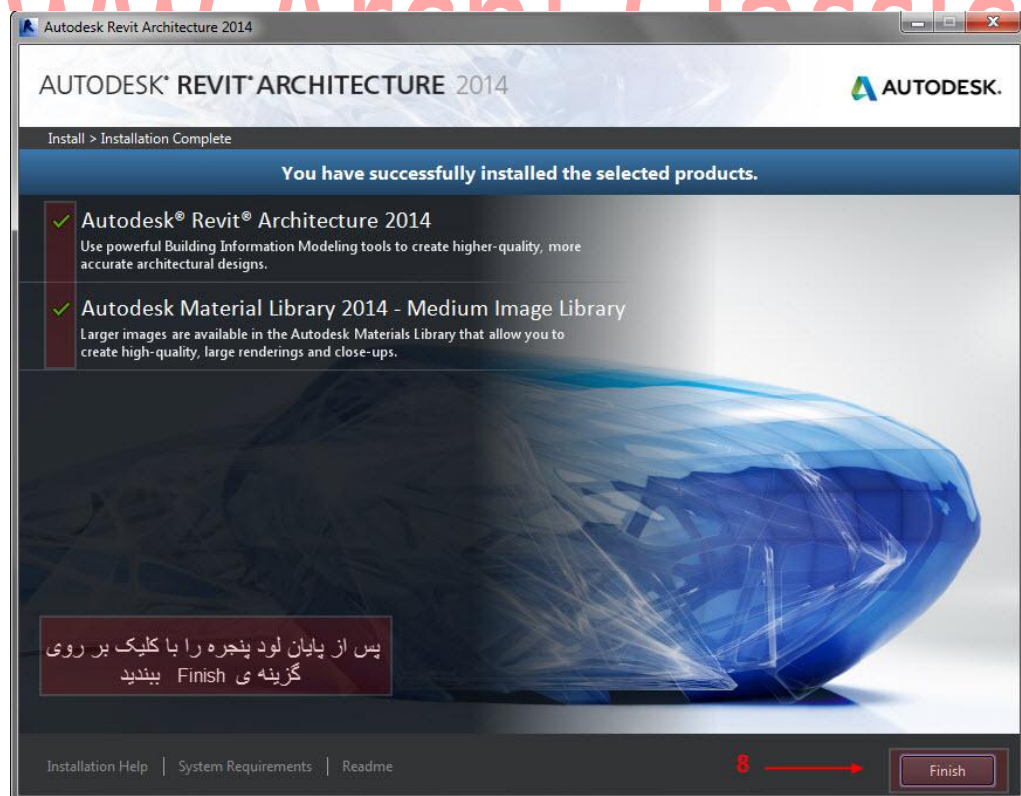 Autodesk Revit Architecture 2014
AUTODESK® REVIT® ARCHITECTURE 2014
AUTODESK.
Install > Installation Complete
You have successfully installed the selected products.
Autodesk® Revit® Architecture 2014
Use powerful Building Information Modeling tools to create higher-quality, more
accurate architectural designs.
Autodesk Material Library 2014 - Medium Image Library
Larger images are available in the Autodesk Materials Library that allow you to
create high-quality, large renderings and close-ups.
پس از پایان لود پنجره را با کلیک بر روی
گزینه ی Finish ببندید
Installation Help | System Requirements | Readme
8
Finish